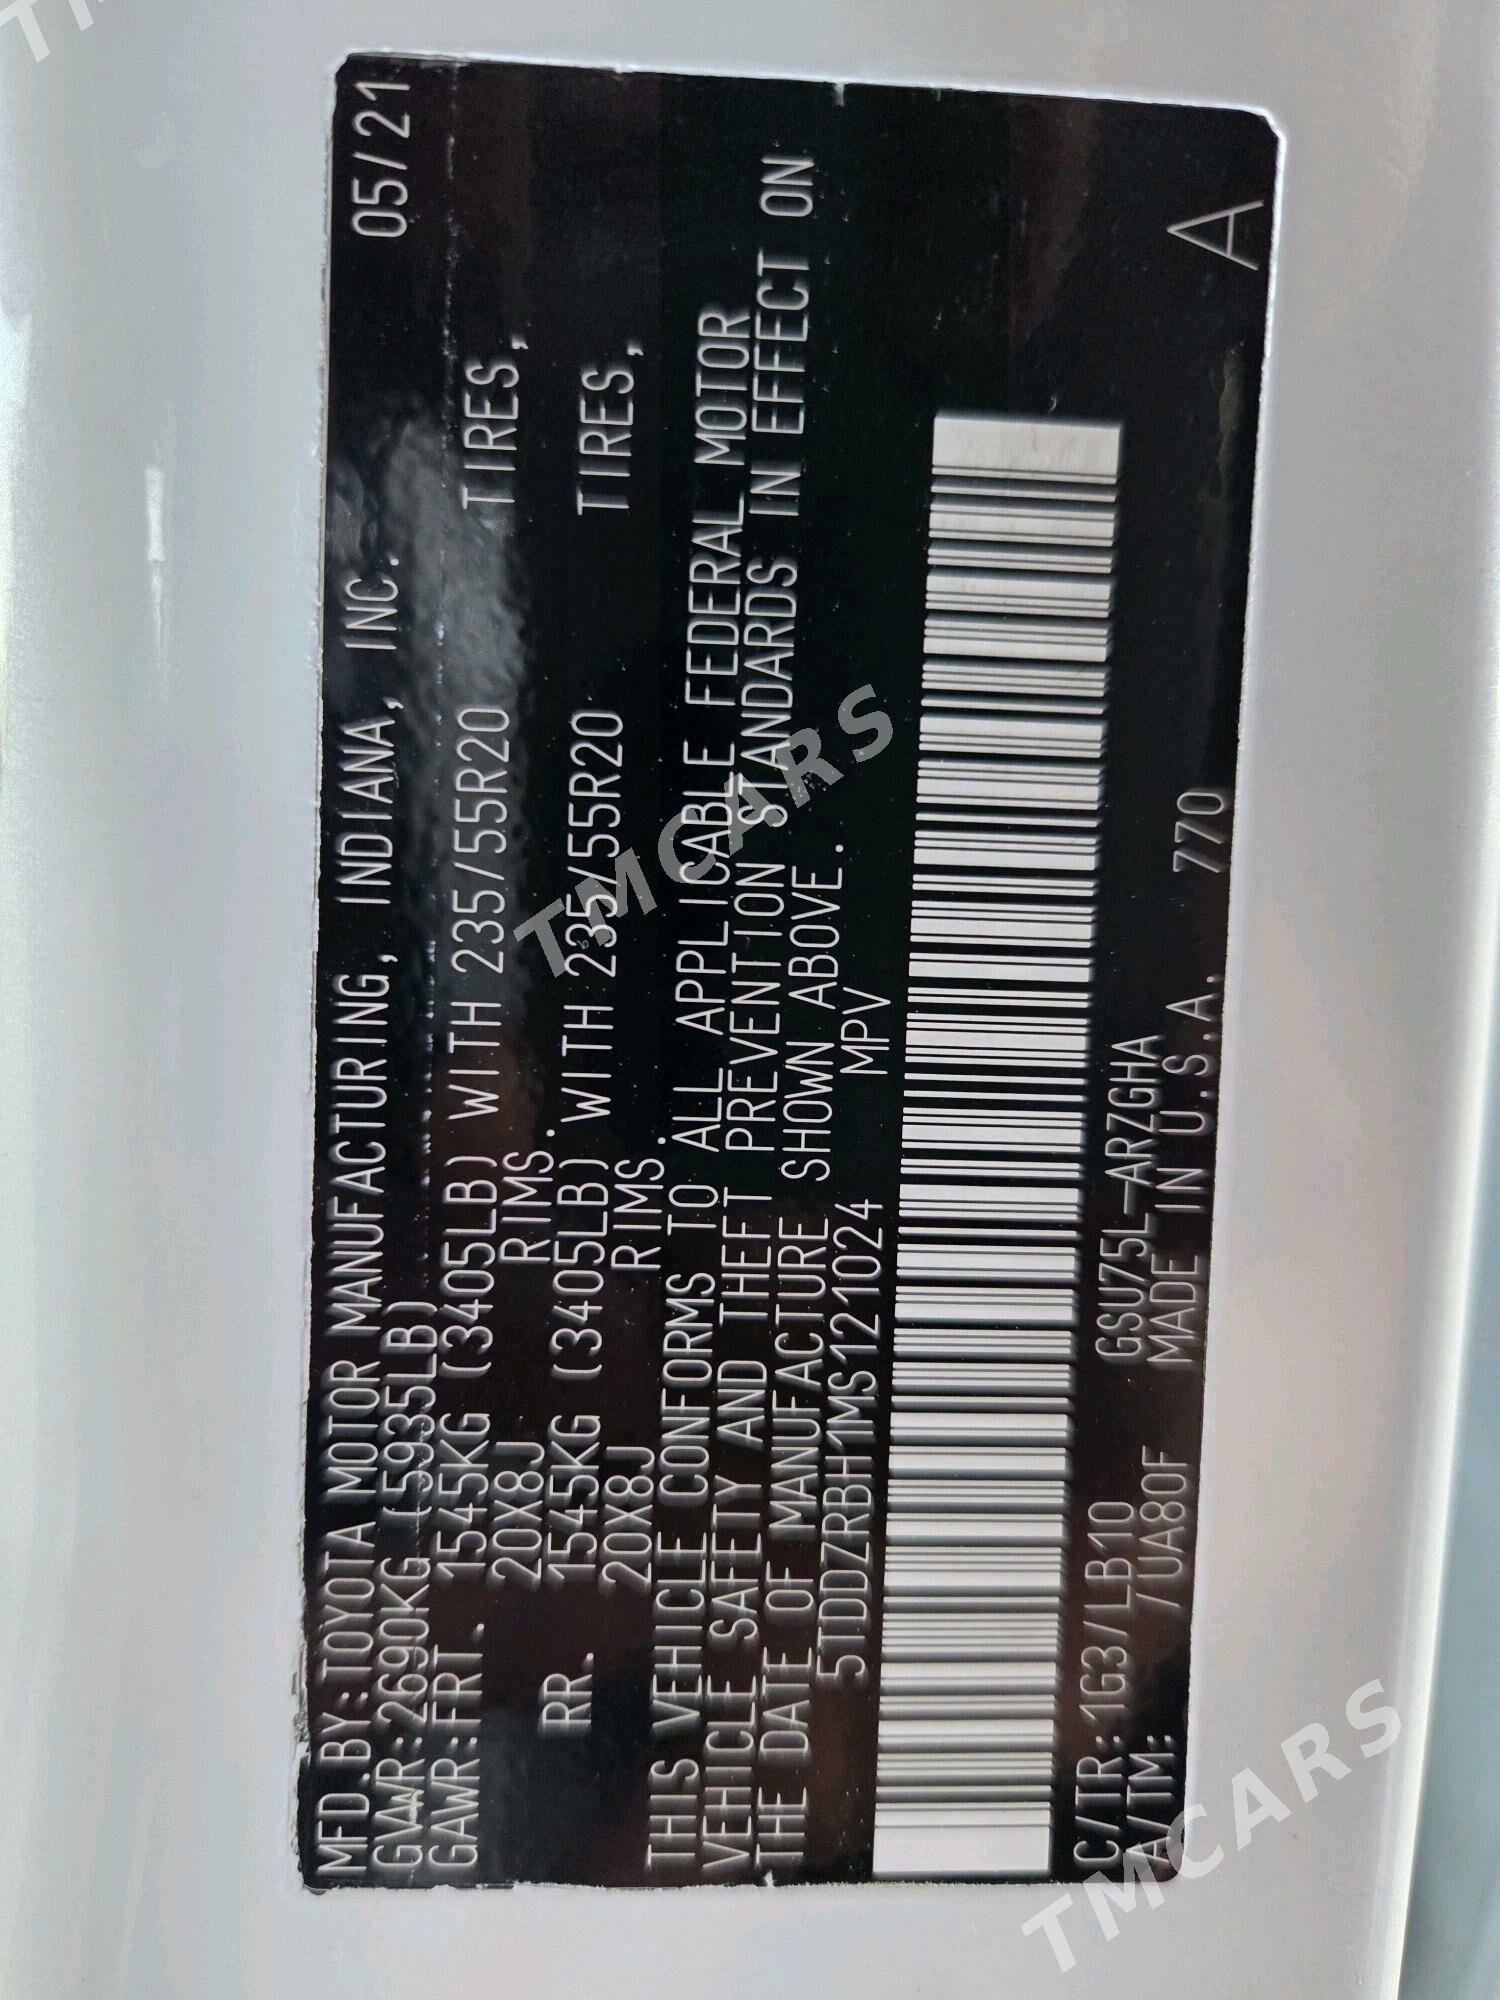 MFD.BY:TOYOTA MOTOR MANUFACTURING, INDIANA, INC. 05/21
GVWR:2690KG (5935LB)
GAWR:FRT. 1545KG (3405LB) WITH 235/55R20 TIRES,
20X8J RIMS.
RR. 1545KG (3405LB) WITH 235/55R20 TIRES,
20X8J RIMS.
THIS VEHICLE CONFORMS TO ALL APPLICABLE FEDERAL MOTOR
VEHICLE SAFETY AND THEFT PREVENTION STANDARDS IN EFFECT ON
THE DATE OF MANUFACTURE SHOWN ABOVE.
5TDDZRBH1MS121024 MPV
C/TR:1G3/LB10 GSU75L-ARZGHA
A/TM: /UA80F MADE IN U.S.A. 770
A
TMCARS
TMCARS